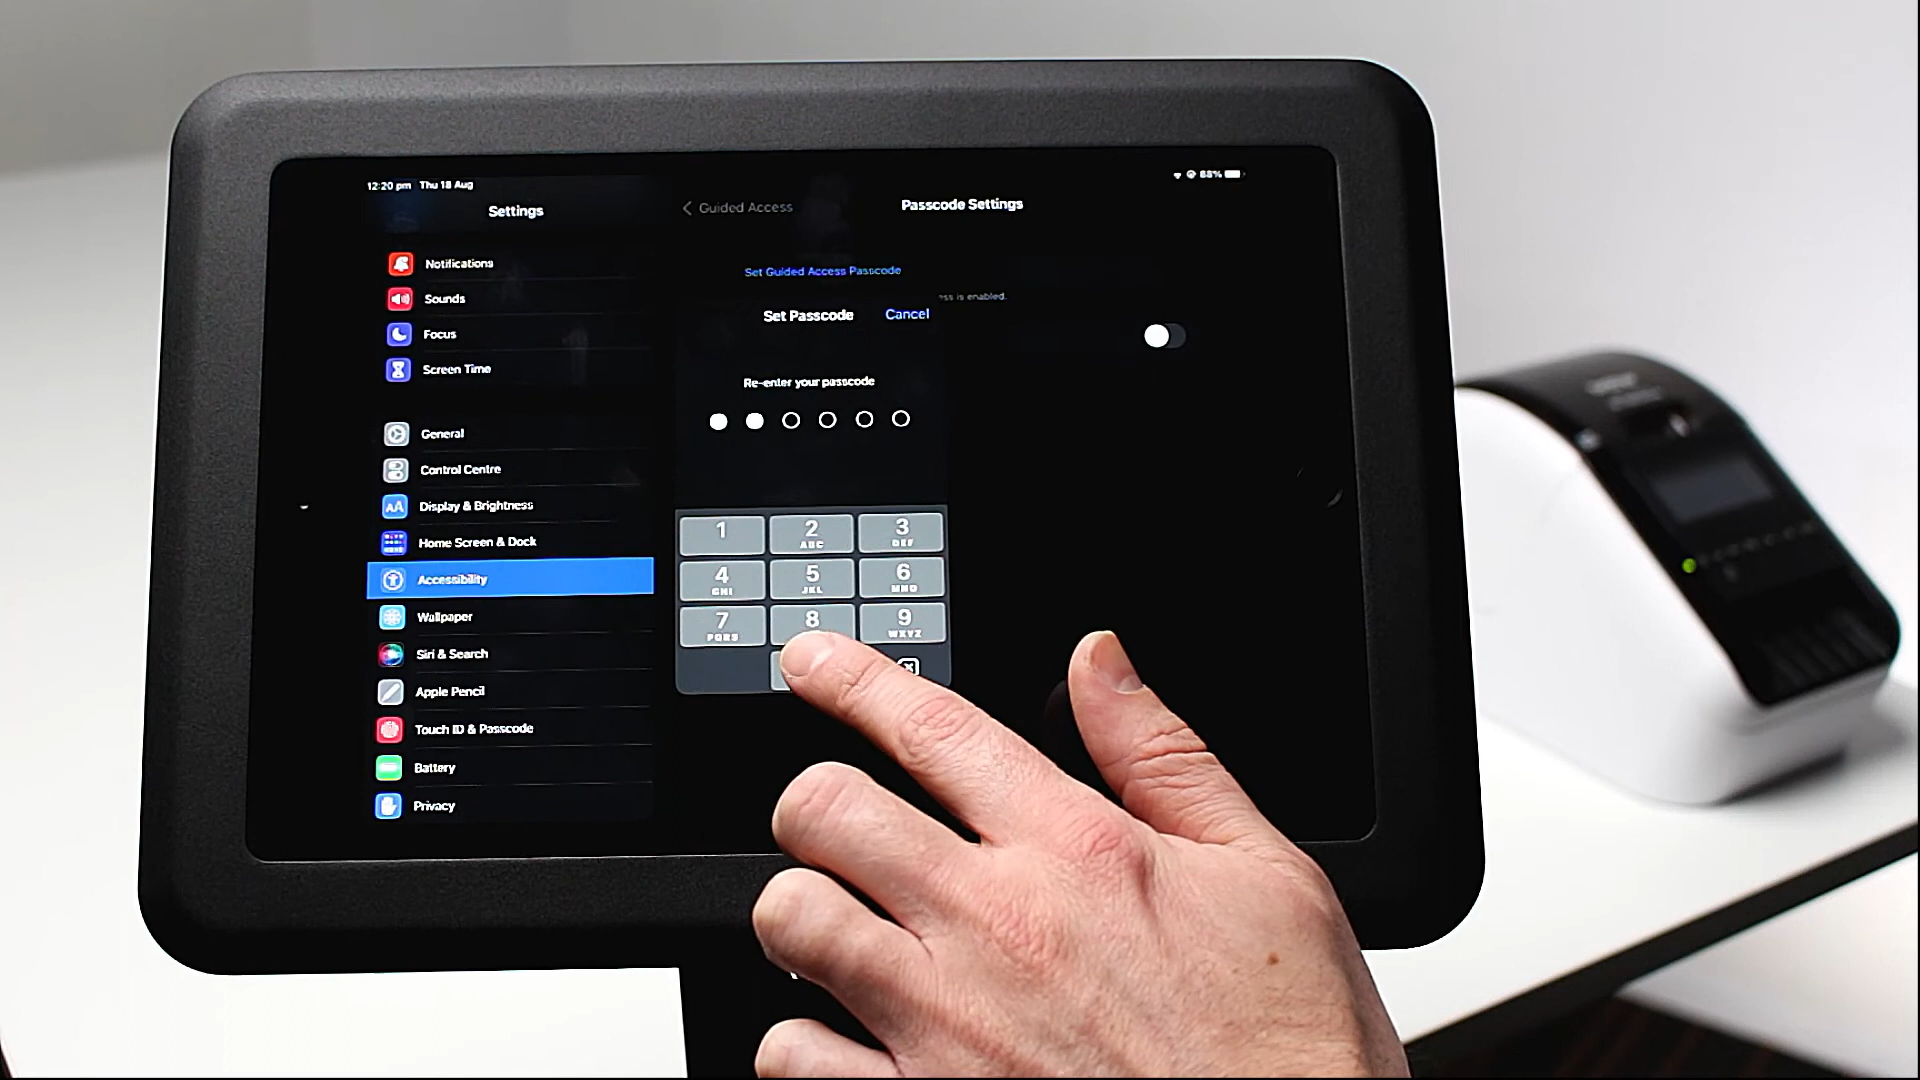 12:20 pm Thu 18 Aug
68%
Settings
Guided Access
Passcode Settings
Notifications
Sounds
Focus
Screen Time
General
Control Centre
Display & Brightness
Home Screen & Dock
Accessibility
Wallpaper
Siri & Search
Apple Pencil
Touch ID & Passcode
Battery
Privacy
Set Guided Access Passcode
ess is enabled.
Set Passcode
Cancel
Re-enter your passcode
1 2 3
ABC DEF
4 5 6
GHI JKL MNO
7 8 9
PQRS WXYZ